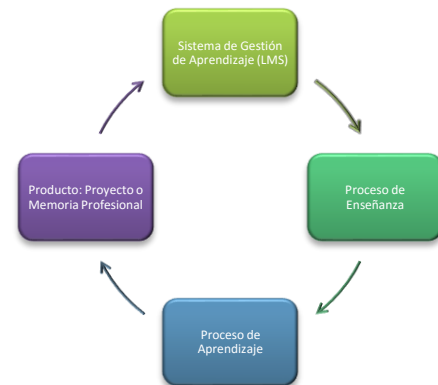 Sistema de Gestión
de Aprendizaje (LMS)
Proceso de
Enseñanza
Proceso de
Aprendizaje
Producto: Proyecto o
Memoria Profesional